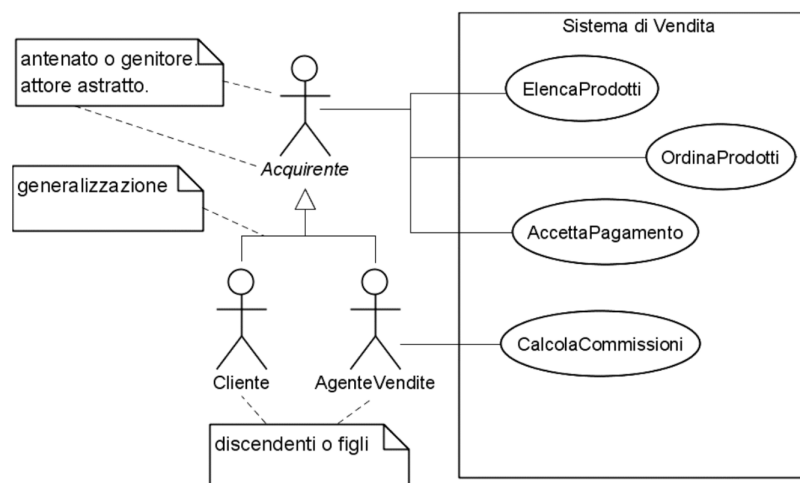 Sistema di Vendita
antenato o genitore.
attore astratto.
ElencaProdotti
OrdinaProdotti
Acquirente
generalizzazione
AccettaPagamento
CalcolaCommissioni
Cliente
AgenteVendite
discendenti o figli